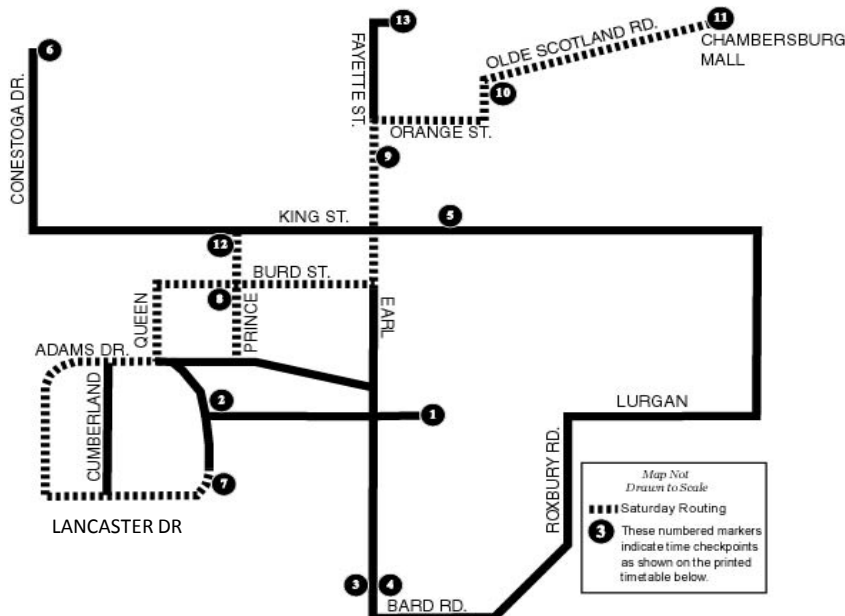 13
11
6
FAYETTE ST.
OLDE SCOTLAND RD.
CHAMBERSBURG
MALL
CONESTOGA DR.
10
ORANGE ST.
9
KING ST.
5
12
BURD ST.
8
QUEEN
PRINCE
EARL
ADAMS DR.
CUMBERLAND
2
1
LURGAN
ROXBURY RD.
7
LANCASTER DR
Map Not
Drawn to Scale
Saturday Routing
3 These numbered markers
indicate time checkpoints
as shown on the printed
timetable below.
3 4
BARD RD.